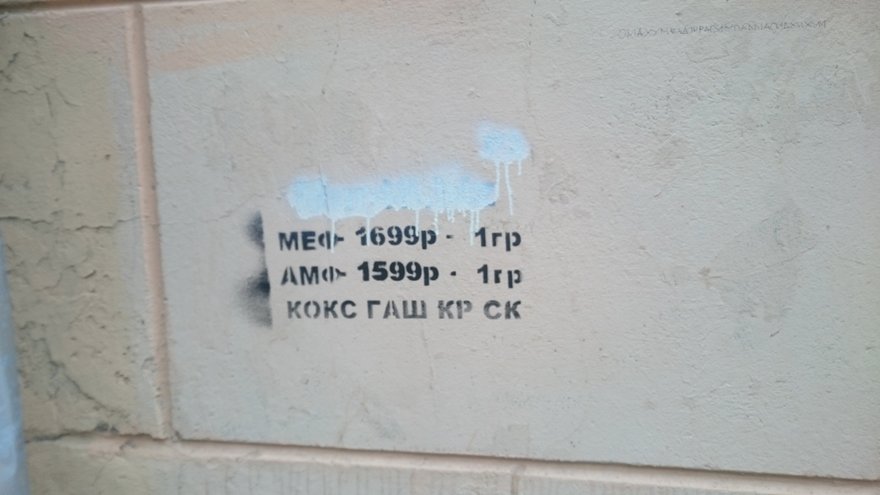 МЕФ- 1699р - 1гр
АМФ- 1599р - 1гр
КОКС ГАШ КР СК